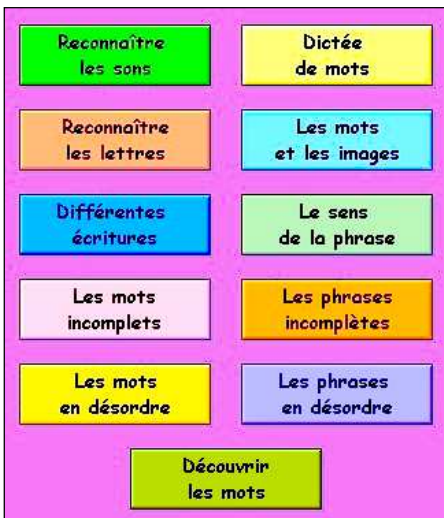 Reconnaître
les sons
Dictée
de mots
Reconnaître
les lettres
Les mots
et les images
Différentes
écritures
Le sens
de la phrase
Les mots
incomplets
Les phrases
incomplètes
Les mots
en désordre
Les phrases
en désordre
Découvrir
les mots